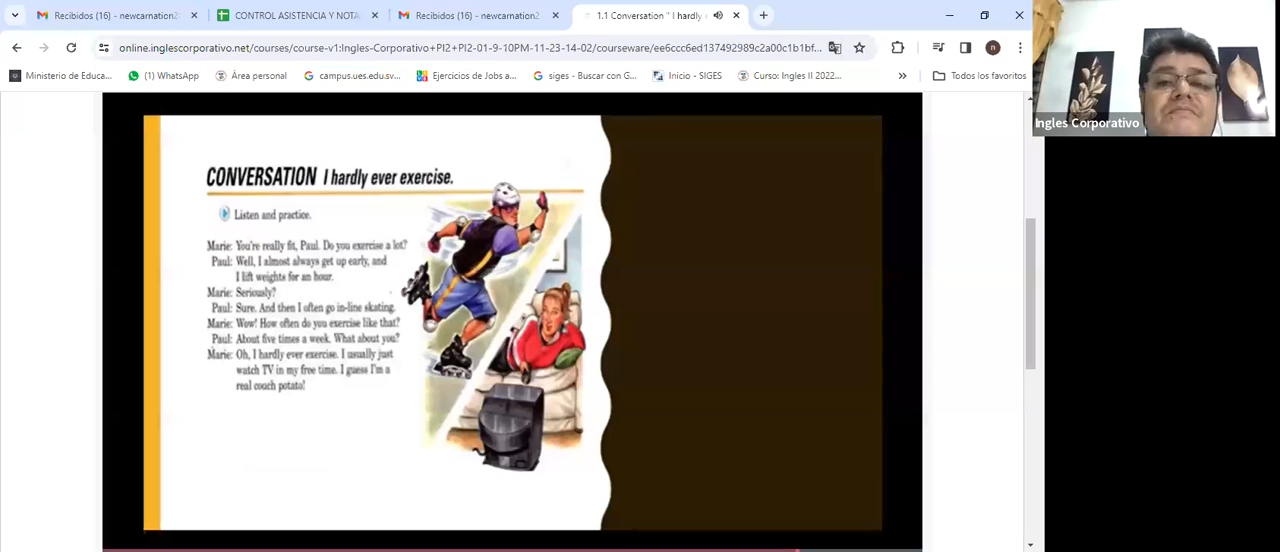 Recibidos (16) - newcarnation2
CONTROL ASISTENCIA Y NOTA
Recibidos (16) - newcarnation2
1.1 Conversation " I hardly e
online.inglescorporativo.net/courses/course-v1:Ingles-Corporativo+PI2+PI2-01-9-10PM-11-23-14-02/courseware/ee6ccc6ed137492989c2a00c1b1bf...
n
Ministerio de Educa...
(1) WhatsApp
Área personal
campus.ues.edu.sv...
Ejercicios de Jobs a...
siges - Buscar con G...
Inicio - SIGES
Curso: Ingles II 2022...
»
Todos los favoritos
Ingles Corporativo
CONVERSATION I hardly ever exercise.
Listen and practice.
Marie: You're really fit, Paul. Do you exercise a lot?
Paul: Well, I almost always get up early, and
I lift weights for an hour.
Marie: Seriously?
Paul: Sure. And then I often go in-line skating.
Marie: Wow! How often do you exercise like that?
Paul: About five times a week. What about you?
Marie: Oh, I hardly ever exercise. I usually just
watch TV in my free time. I guess I'm a
real couch potato!